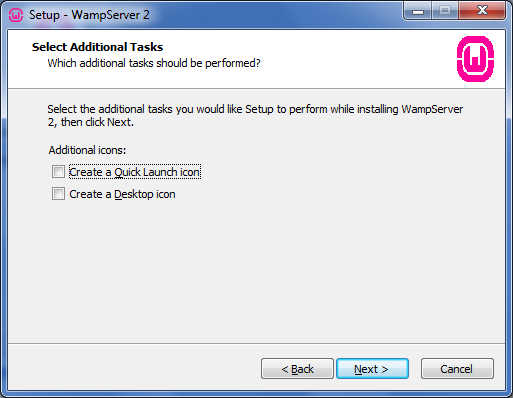 Setup - WampServer 2
Select Additional Tasks
Which additional tasks should be performed?
Select the additional tasks you would like Setup to perform while installing WampServer
2, then click Next.
Additional icons:
Create a Quick Launch icon
Create a Desktop icon
< Back
Next >
Cancel